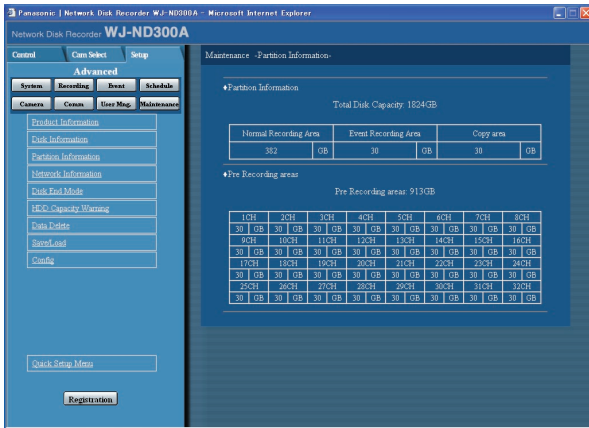 Panasonic | Network Disk Recorder WJ-ND300A - Microsoft Internet Explorer
Network Disk Recorder WJ-ND300A
Control Cam Select Setup
Advanced
System Recording Event Schedule
Camera Comm User Mng. Maintenance
Product Information
Disk Information
Partition Information
Network Information
Disk End Mode
HDD Capacity Warning
Data Delete
Save/Load
Config
Quick Setup Menu
Registration
Maintenance -Partition Information-
♦Partition Information
Total Disk Capacity: 1824GB
Normal Recording Area Event Recording Area Copy area
382 GB 30 GB 30 GB
♦Pre Recording areas
Pre Recording areas: 913GB
1CH 2CH 3CH 4CH 5CH 6CH 7CH 8CH
30 GB 30 GB 30 GB 30 GB 30 GB 30 GB 30 GB 30 GB
9CH 10CH 11CH 12CH 13CH 14CH 15CH 16CH
30 GB 30 GB 30 GB 30 GB 30 GB 30 GB 30 GB 30 GB
17CH 18CH 19CH 20CH 21CH 22CH 23CH 24CH
30 GB 30 GB 30 GB 30 GB 30 GB 30 GB 30 GB 30 GB
25CH 26CH 27CH 28CH 29CH 30CH 31CH 32CH
30 GB 30 GB 30 GB 30 GB 30 GB 30 GB 30 GB 30 GB